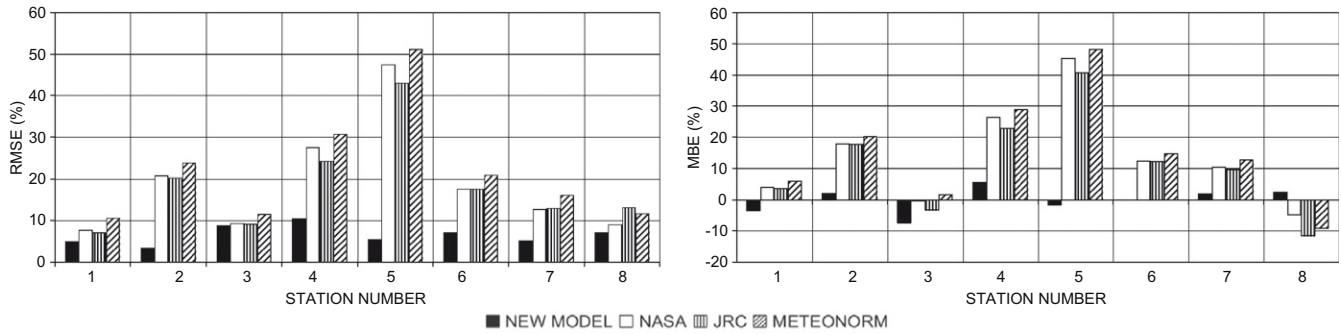 60
50
40
30
20
10
0
RMSE (%)
1 2 3 4 5 6 7 8
STATION NUMBER
60
50
40
30
20
10
0
-10
-20
MBE (%)
1 2 3 4 5 6 7 8
STATION NUMBER
NEW MODEL NASA JRC METEONORM